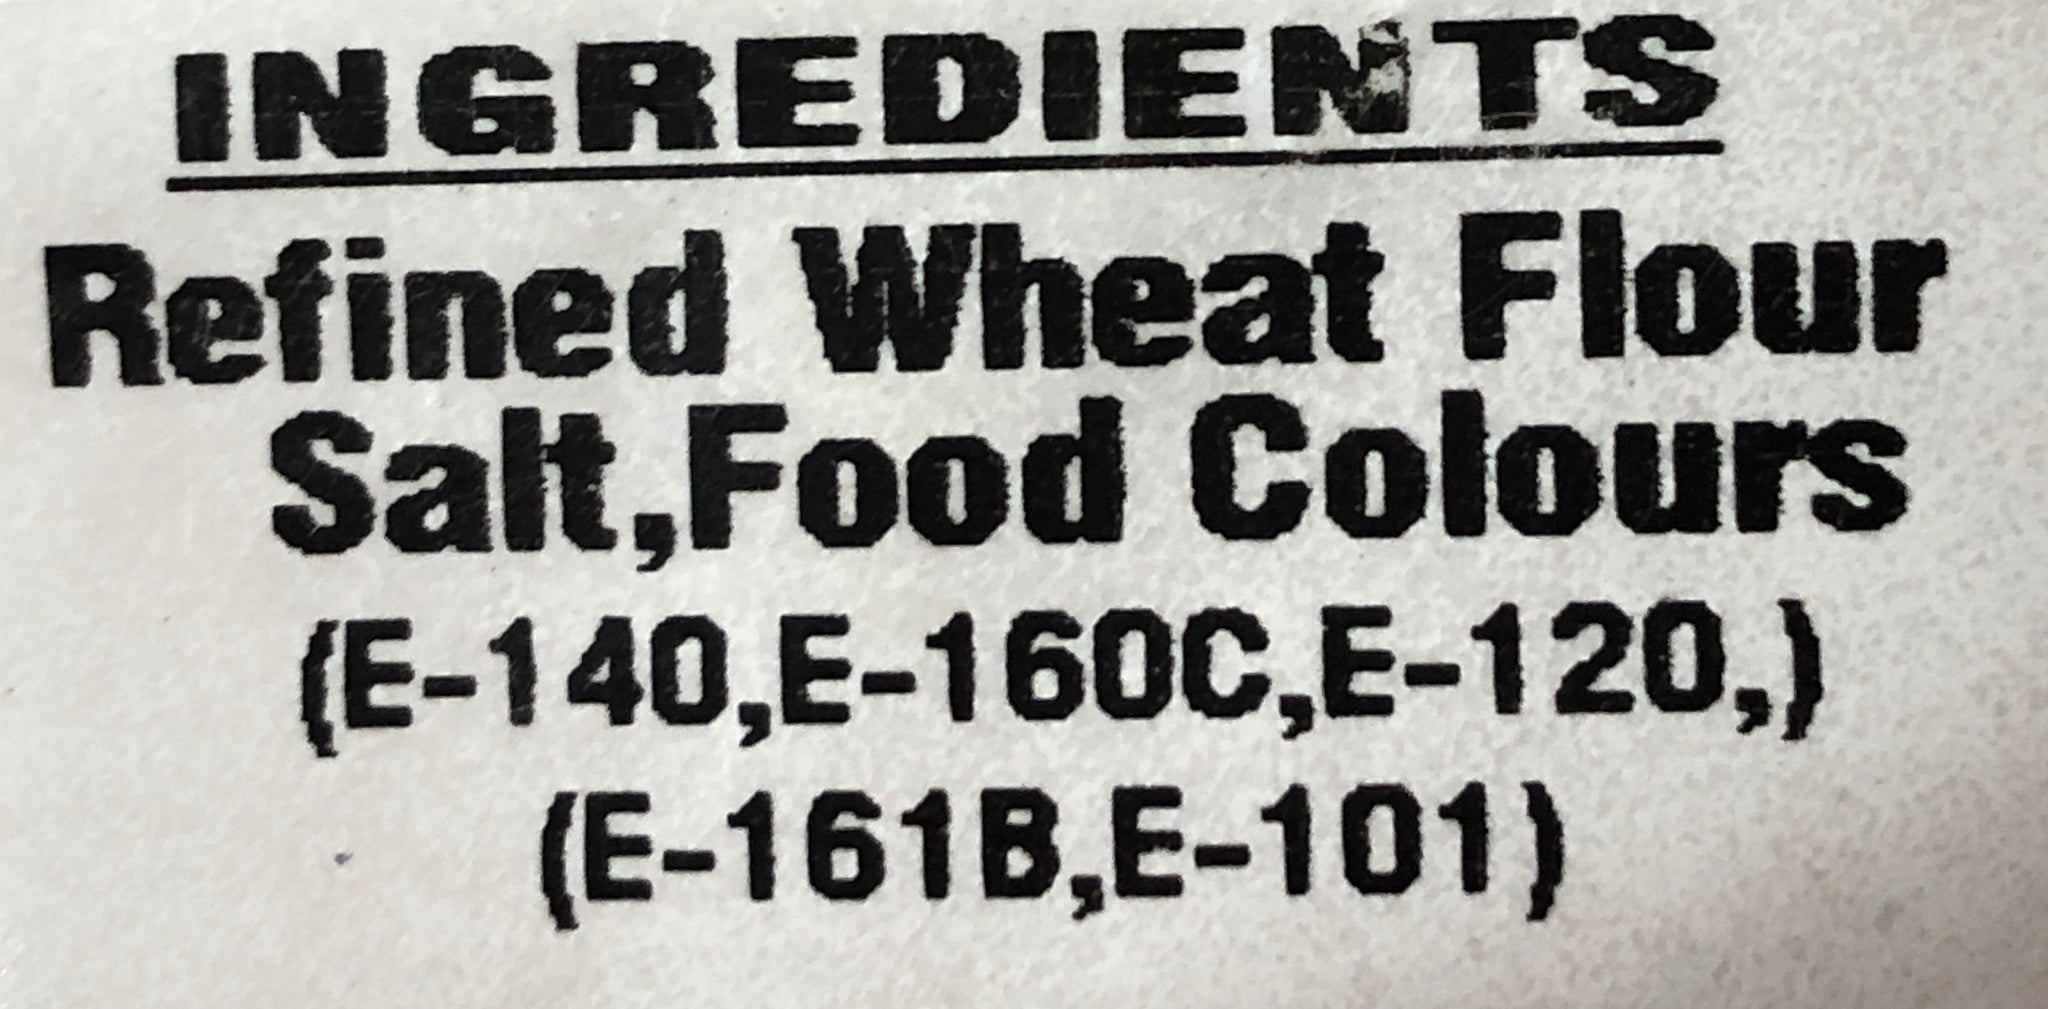 INGREDIENTS
Refined Wheat Flour
Salt,Food Colours
(E-140,E-160C,E-120,)
(E-161B,E-101)